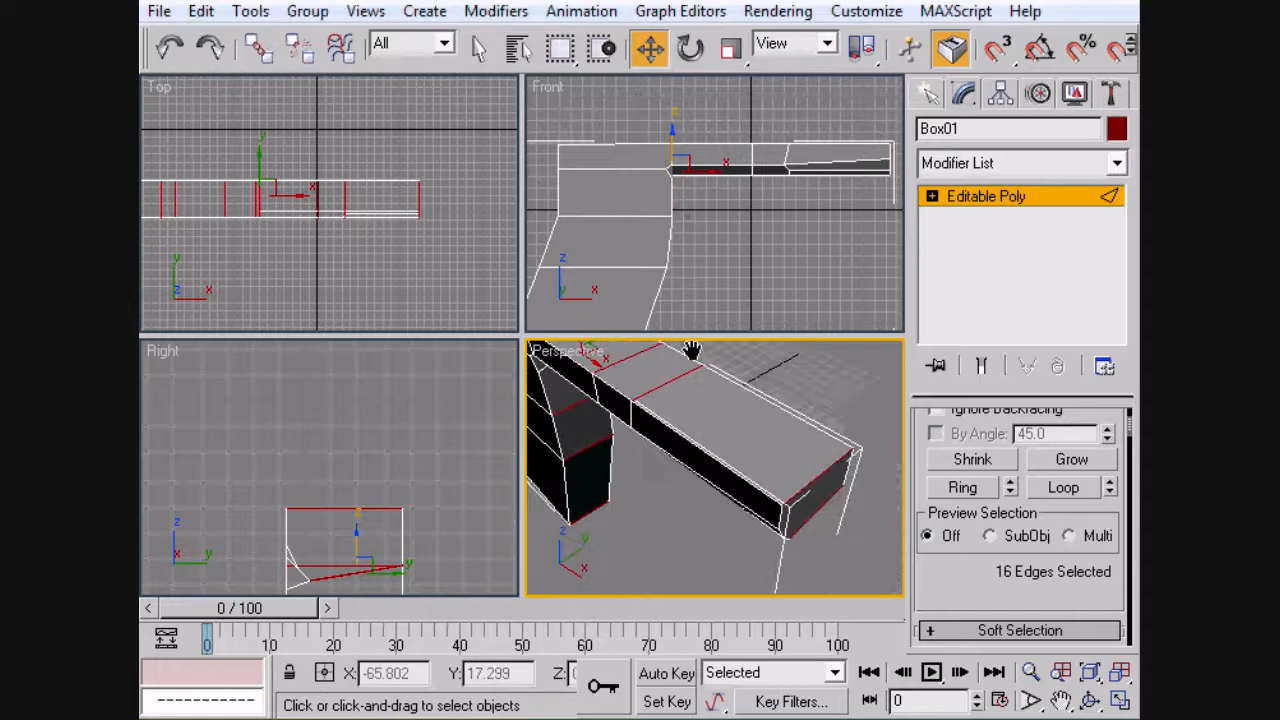 File Edit Tools Group Views Create Modifiers Animation Graph Editors Rendering Customize MAXScript Help
All View 3 %
Top Front
Box01
Modifier List
Editable Poly
y x z y x
z x z y x
Right Perspective
z x y z y x
Ignore Backfacing
By Angle: 45.0
Shrink Grow
Ring Loop
Preview Selection
Off SubObj Multi
16 Edges Selected
Soft Selection
0 / 100
0 10 20 30 40 50 60 70 80 90 100
X: -65.802 Y: 17.299 Z: Auto Key Selected
Click or click-and-drag to select objects Set Key Key Filters... 0